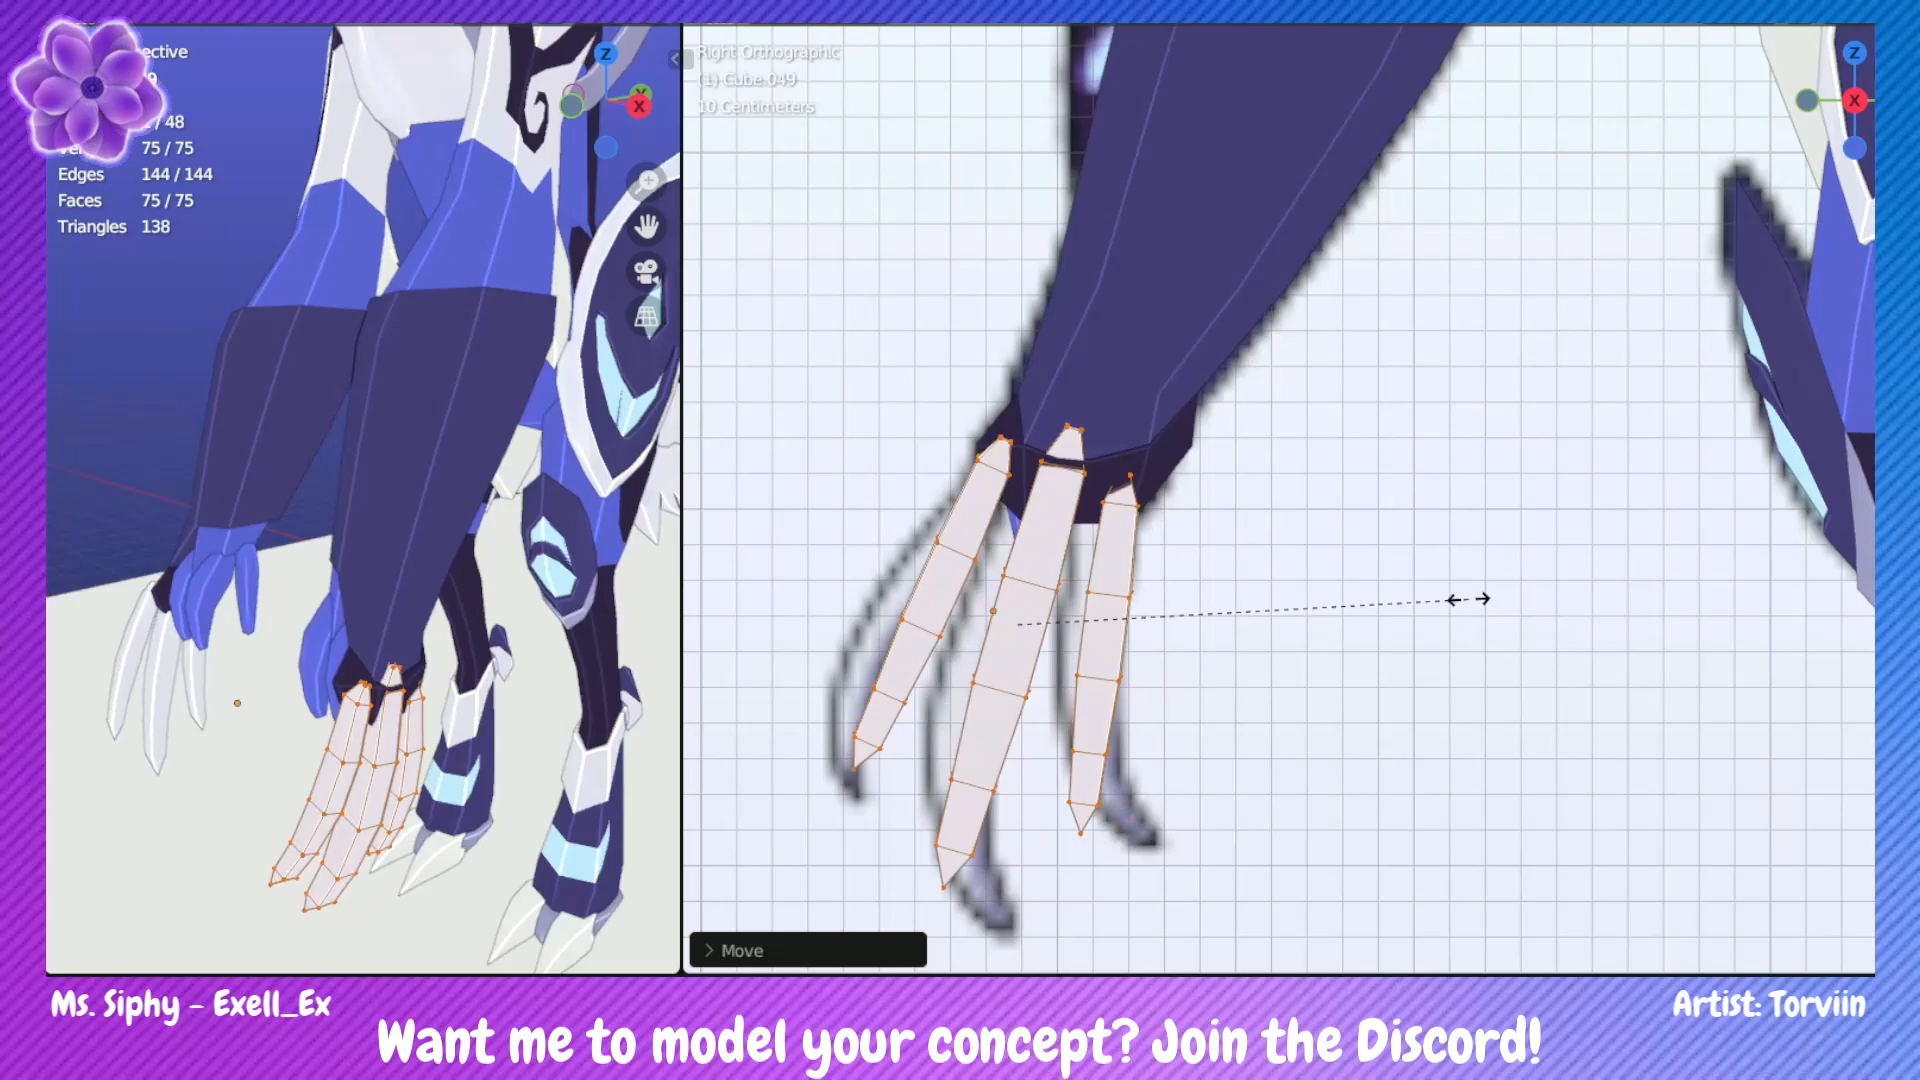 ective
9
/ 48
75 / 75
Edges 144 / 144
Faces 75 / 75
Triangles 138
Z
Y
X
Right Orthographic
(1) Cube.049
10 Centimeters
Z
X
Move
Ms. Siphy - Exell_Ex
Artist: Torviin
Want me to model your concept? Join the Discord!